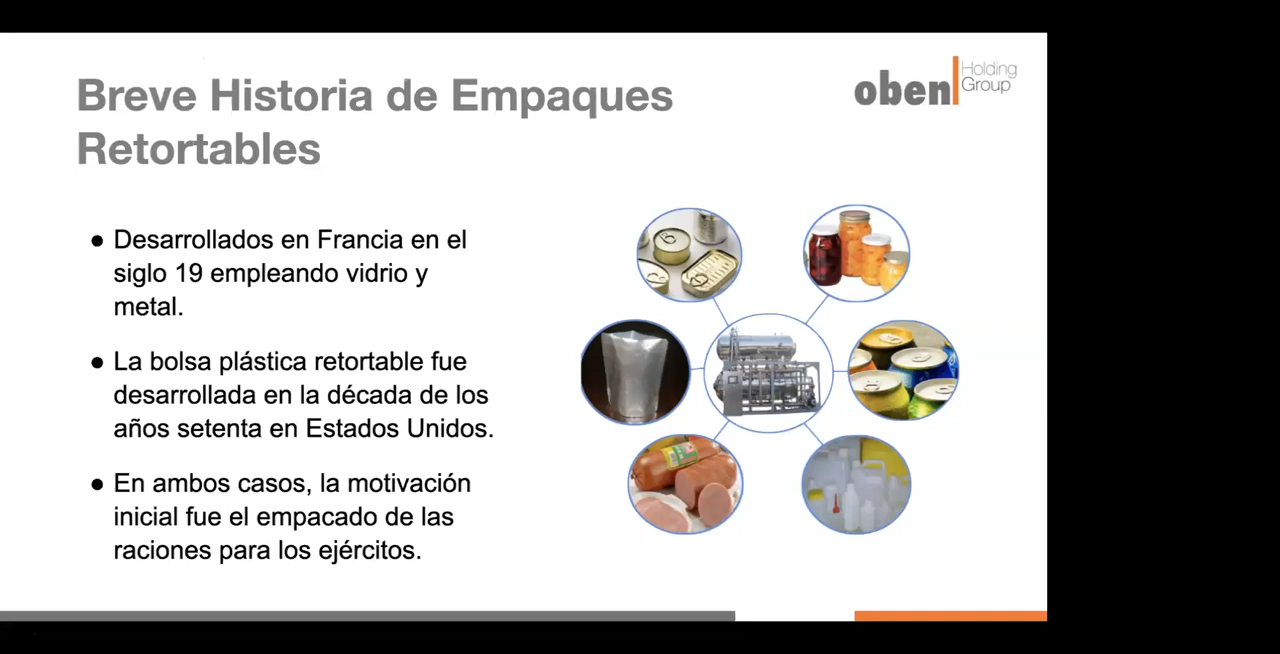 Breve Historia de Empaques
Retortables
oben
Holding
Group
● Desarrollados en Francia en el
siglo 19 empleando vidrio y
metal.
● La bolsa plástica retortable fue
desarrollada en la década de los
años setenta en Estados Unidos.
● En ambos casos, la motivación
inicial fue el empacado de las
raciones para los ejércitos.